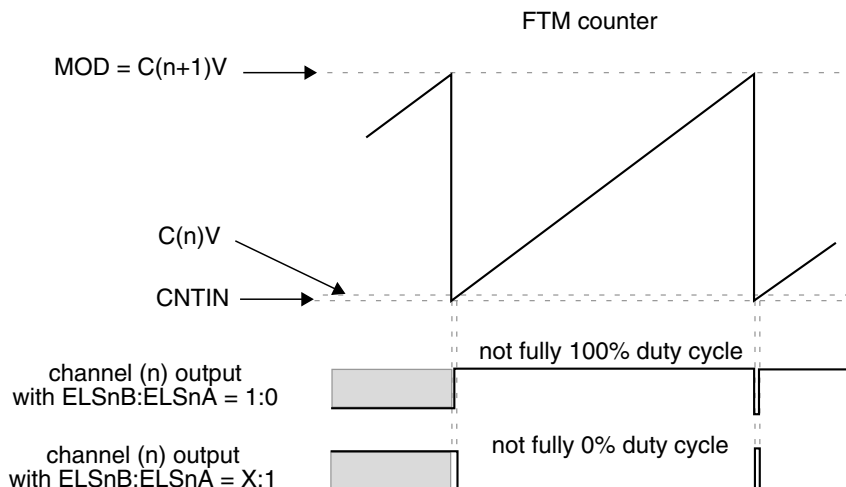 FTM counter
MOD = C(n+1)V
C(n)V
CNTIN
not fully 100% duty cycle
channel (n) output
with ELSnB:ELSnA = 1:0
not fully 0% duty cycle
channel (n) output
with ELSnB:ELSnA = X:1